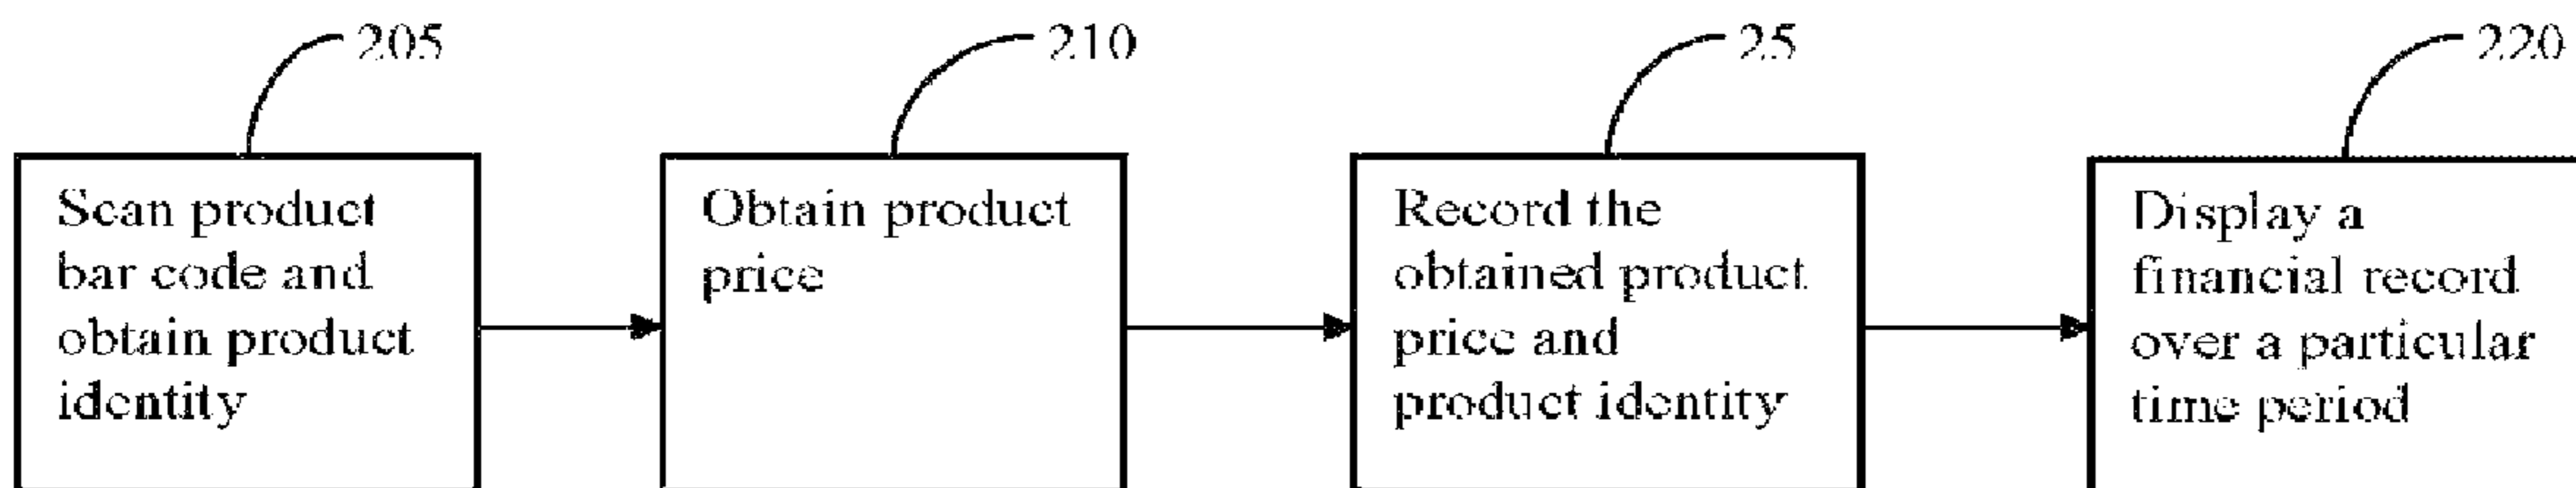 205
210
25
220
Scan product
bar code and
obtain product
identity
Obtain product
price
Record the
obtained product
price and
product identity
Display a
financial record
over a particular
time period